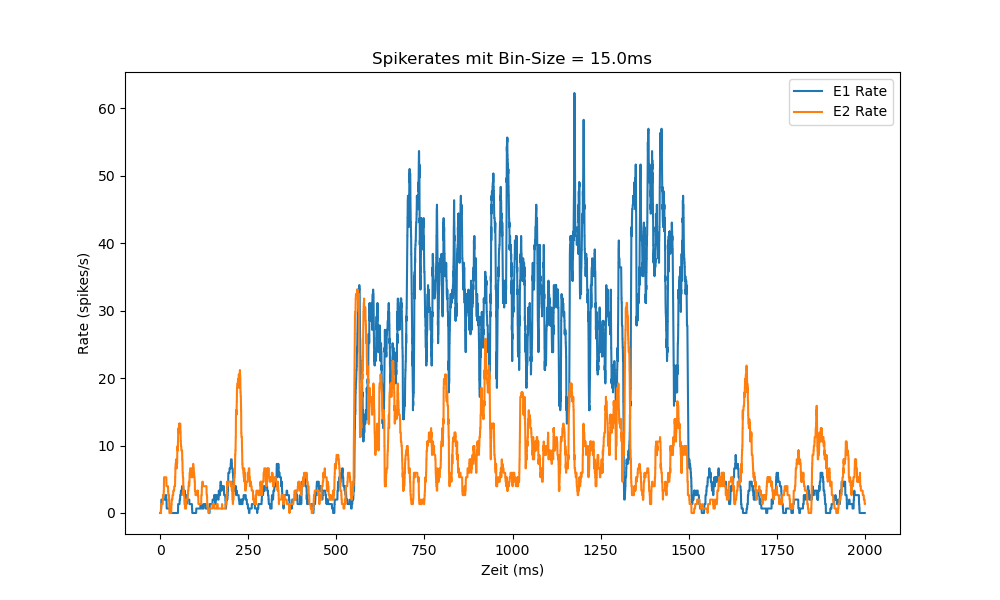 Spikerates mit Bin-Size = 15.0ms
E1 Rate
E2 Rate
Rate (spikes/s)
60
50
40
30
20
10
0
0 250 500 750 1000 1250 1500 1750 2000
Zeit (ms)